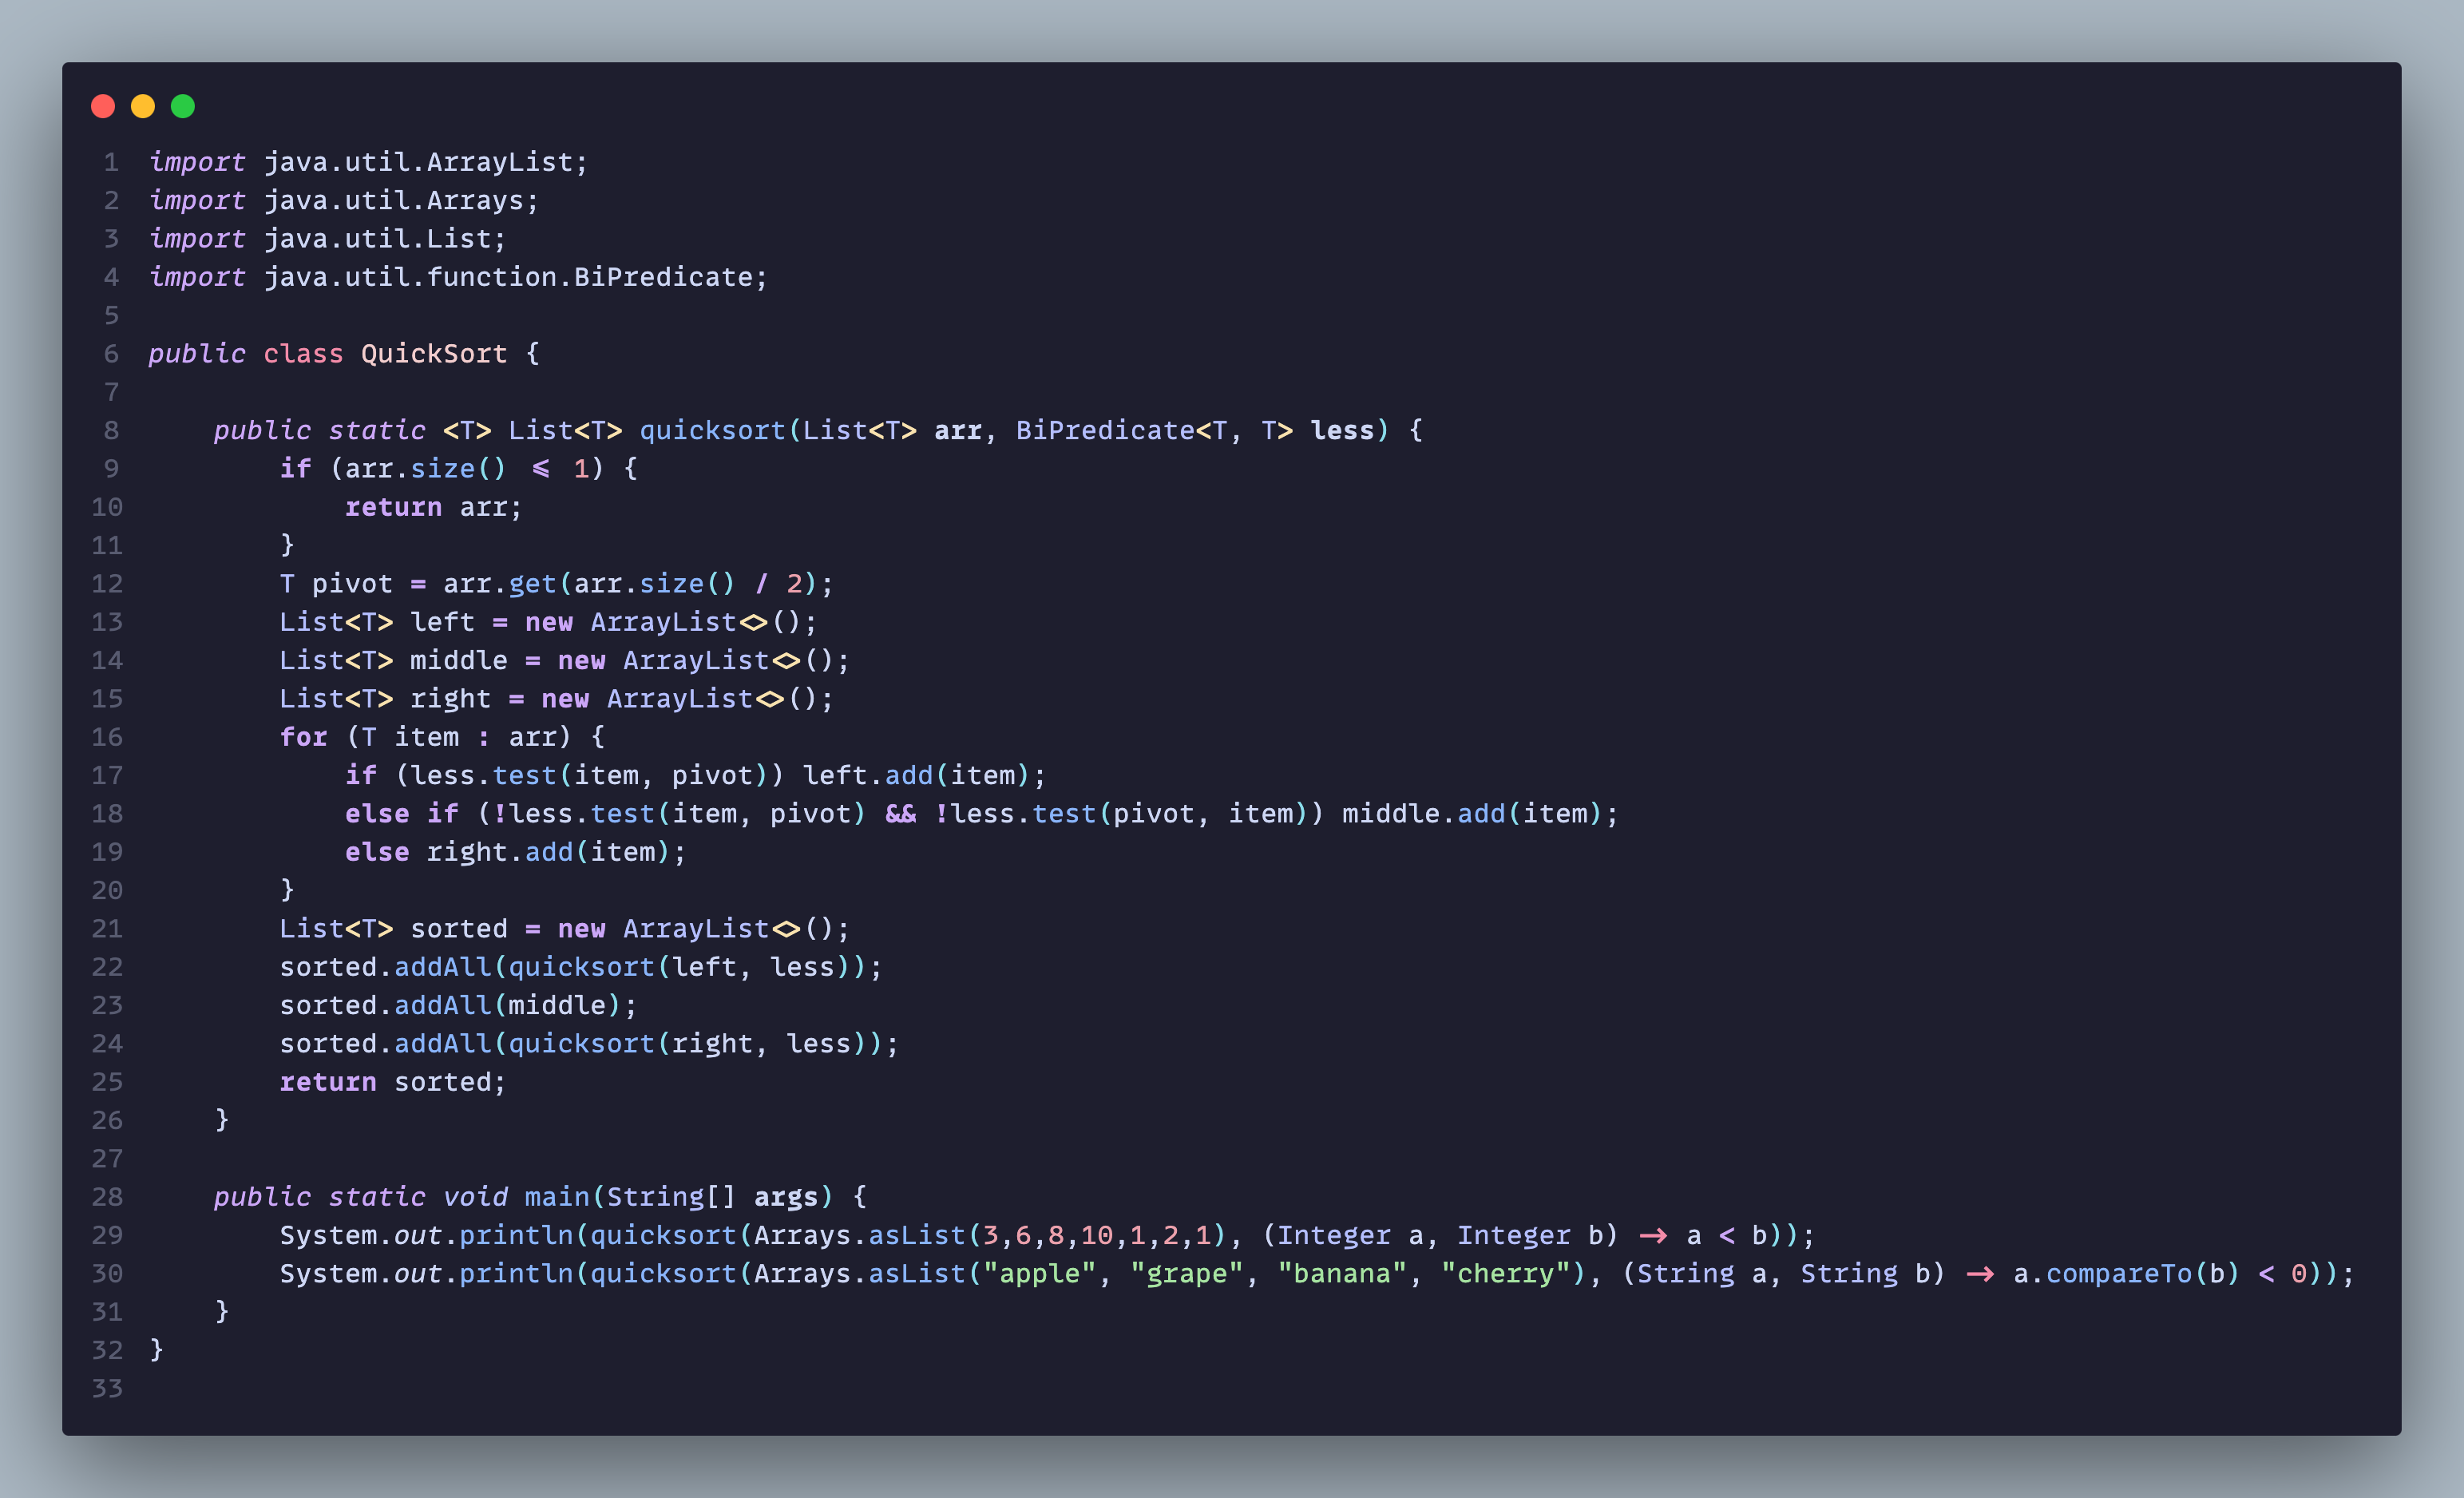 1 import java.util.ArrayList;
2 import java.util.Arrays;
3 import java.util.List;
4 import java.util.function.BiPredicate;
5
6 public class QuickSort {
7
8     public static <T> List<T> quicksort(List<T> arr, BiPredicate<T, T> less) {
9         if (arr.size() <= 1) {
10             return arr;
11         }
12         T pivot = arr.get(arr.size() / 2);
13         List<T> left = new ArrayList<>();
14         List<T> middle = new ArrayList<>();
15         List<T> right = new ArrayList<>();
16         for (T item : arr) {
17             if (less.test(item, pivot)) left.add(item);
18             else if (!less.test(item, pivot) && !less.test(pivot, item)) middle.add(item);
19             else right.add(item);
20         }
21         List<T> sorted = new ArrayList<>();
22         sorted.addAll(quicksort(left, less));
23         sorted.addAll(middle);
24         sorted.addAll(quicksort(right, less));
25         return sorted;
26     }
27
28     public static void main(String[] args) {
29         System.out.println(quicksort(Arrays.asList(3,6,8,10,1,2,1), (Integer a, Integer b) -> a < b));
30         System.out.println(quicksort(Arrays.asList("apple", "grape", "banana", "cherry"), (String a, String b) -> a.compareTo(b) < 0));
31     }
32 }
33